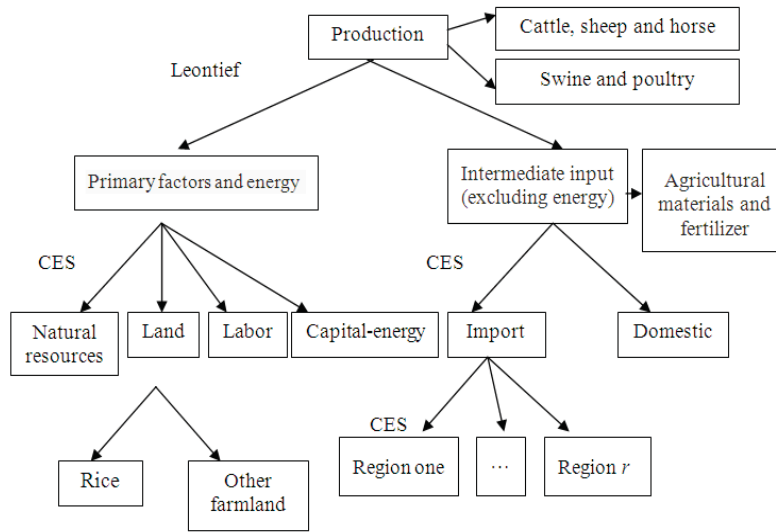 Production
Cattle, sheep and horse
Leontief
Swine and poultry
Primary factors and energy
Intermediate input
(excluding energy)
Agricultural
materials and
fertilizer
CES
CES
Natural
resources
Land
Labor
Capital-energy
Import
Domestic
CES
Rice
Other
farmland
Region one
...
Region r